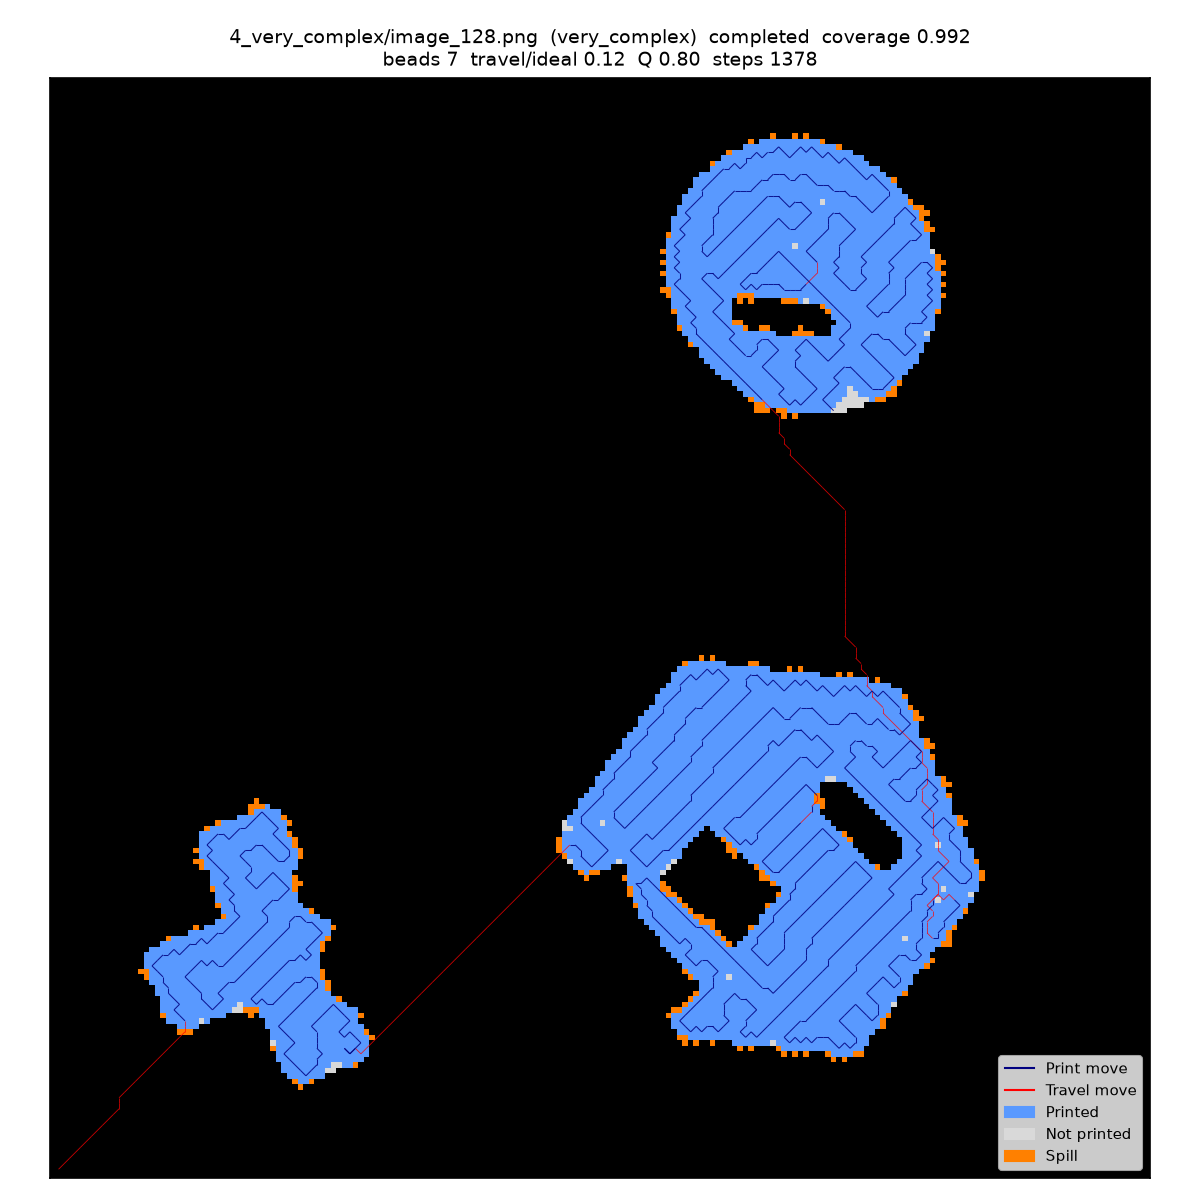 4_very_complex/image_128.png  (very_complex)  completed  coverage 0.992
beads 7  travel/ideal 0.12  Q 0.80  steps 1378
Print move
Travel move
Printed
Not printed
Spill